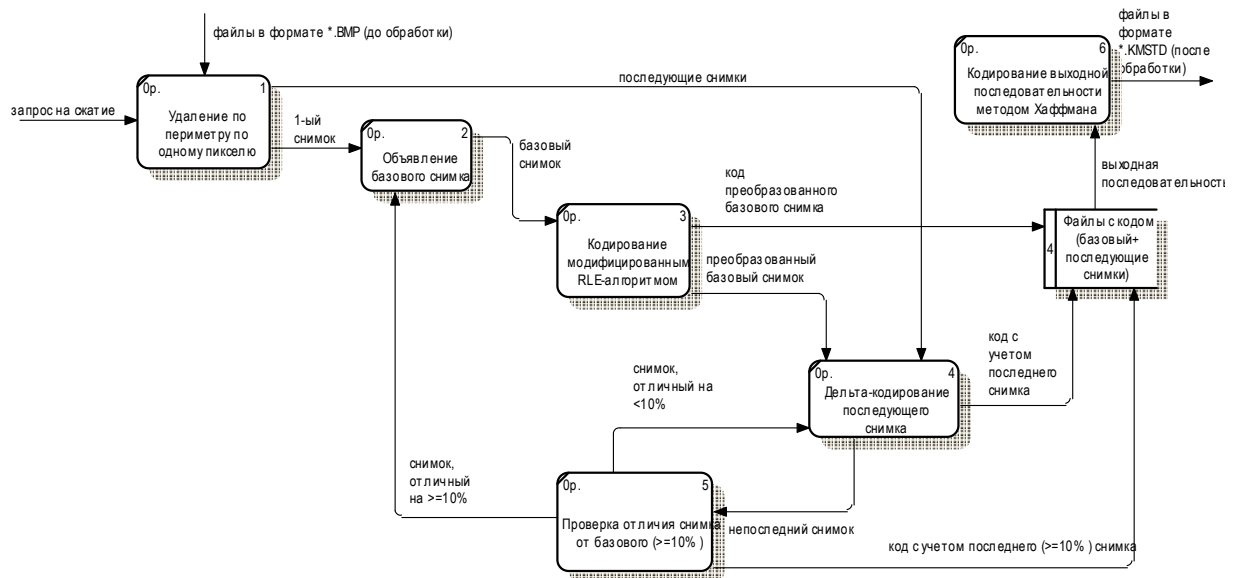 файлы в формате *.BMP (до обработки)
запрос на сжатие
0р. 1
Удаление по
периметру по
одному пикселю
последующие снимки
1-ый
снимок
0р. 2
Объявление
базового снимка
базовый
снимок
0р. 3
Кодирование
модифицированным
RLE-алгоритмом
код
преобразованного
базового снимка
преобразованный
базовый снимок
файлы в
формате
*.KMSTD (после
обработки)
0р. 6
Кодирование выходной
последовательности
методом Хаффмана
выходная
последовательность
4
Файлы с кодом
(базовый+
последующие
снимки)
код с
учетом
последнего
снимка
0р. 4
Дельта-кодирование
последующего
снимка
снимок,
отличный на
<10%
снимок,
отличный
на >=10%
0р. 5
Проверка отличия снимка
от базового (>=10% )
непоследний снимок
код с учетом последнего (>=10% ) снимка